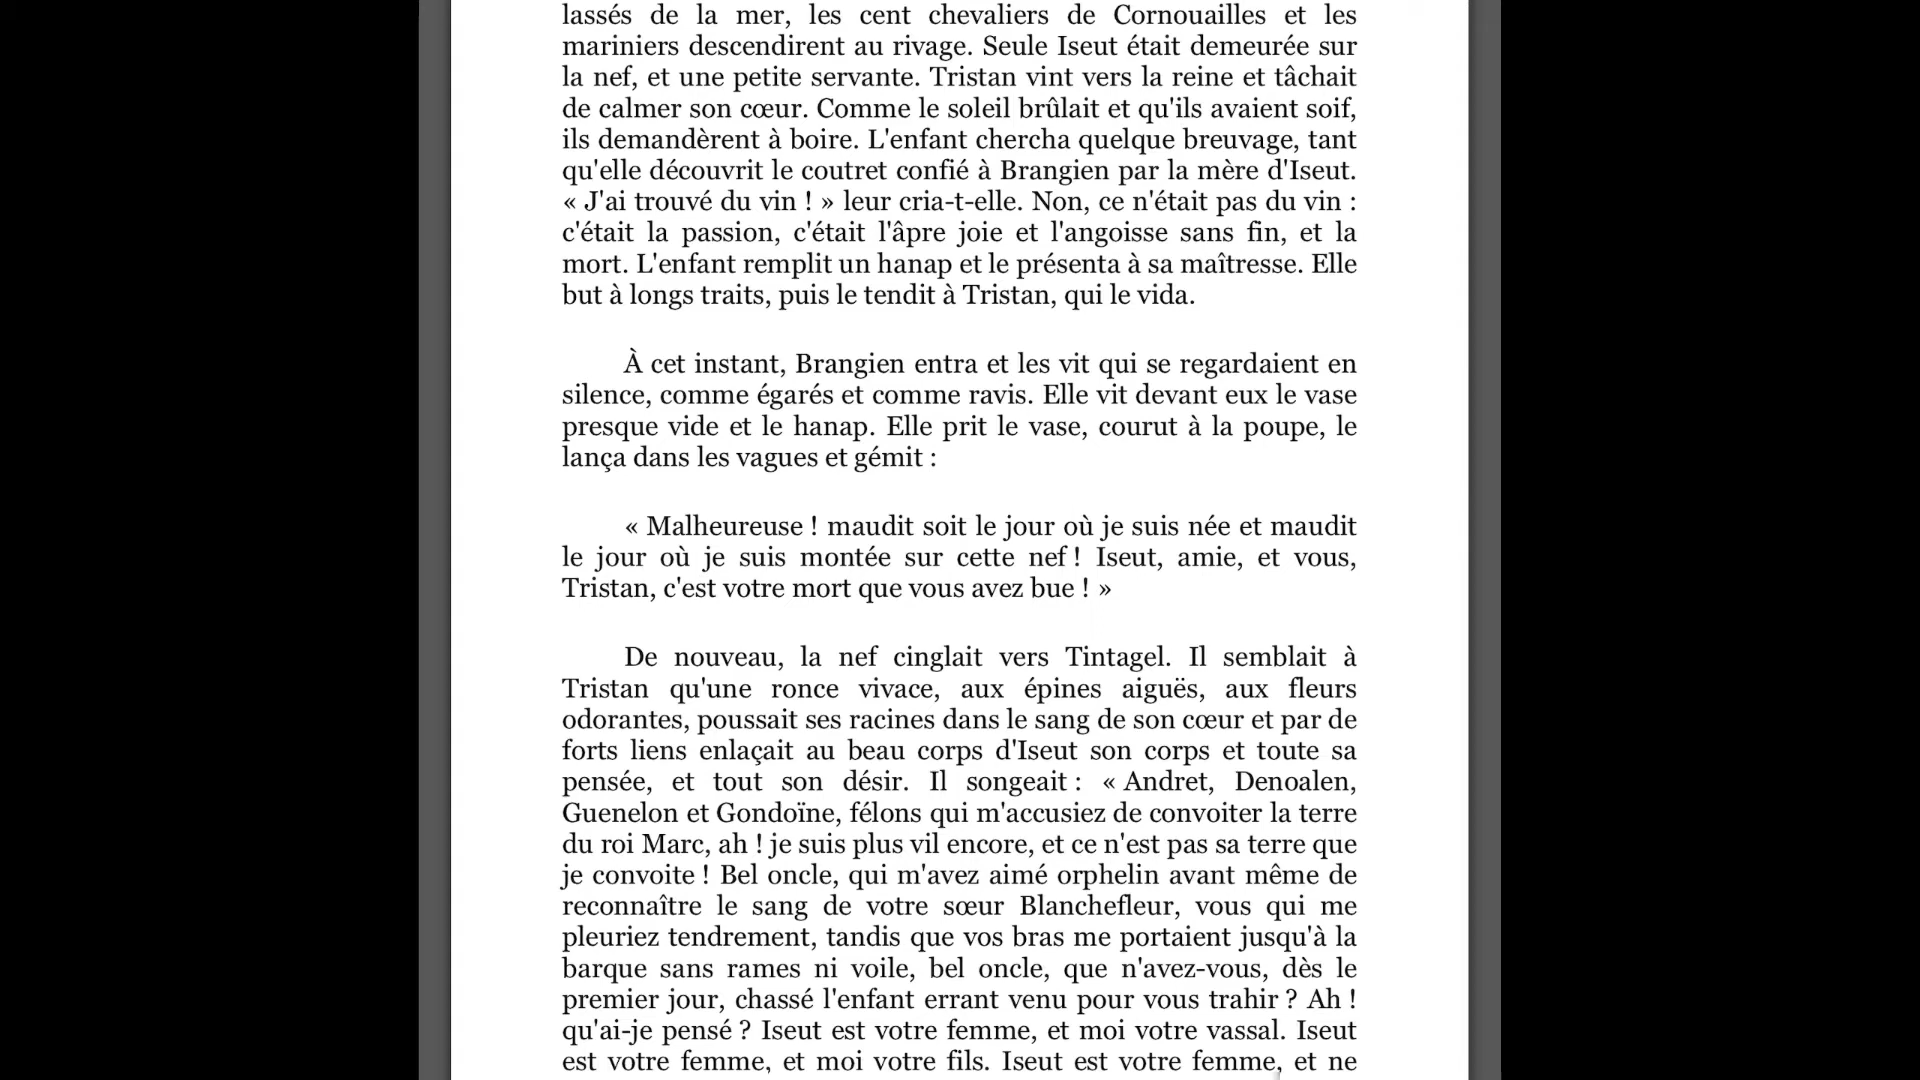 lassés de la mer, les cent chevaliers de Cornouailles et les
mariniers descendirent au rivage. Seule Iseut était demeurée sur
la nef, et une petite servante. Tristan vint vers la reine et tâchait
de calmer son cœur. Comme le soleil brûlait et qu'ils avaient soif,
ils demandèrent à boire. L'enfant chercha quelque breuvage, tant
qu'elle découvrit le coutret confié à Brangien par la mère d'Iseut.
« J'ai trouvé du vin ! » leur cria-t-elle. Non, ce n'était pas du vin :
c'était la passion, c'était l'âpre joie et l'angoisse sans fin, et la
mort. L'enfant remplit un hanap et le présenta à sa maîtresse. Elle
but à longs traits, puis le tendit à Tristan, qui le vida.
À cet instant, Brangien entra et les vit qui se regardaient en
silence, comme égarés et comme ravis. Elle vit devant eux le vase
presque vide et le hanap. Elle prit le vase, courut à la poupe, le
lança dans les vagues et gémit :
« Malheureuse ! maudit soit le jour où je suis née et maudit
le jour où je suis montée sur cette nef ! Iseut, amie, et vous,
Tristan, c'est votre mort que vous avez bue ! »
De nouveau, la nef cinglait vers Tintagel. Il semblait à
Tristan qu'une ronce vivace, aux épines aiguës, aux fleurs
odorantes, poussait ses racines dans le sang de son cœur et par de
forts liens enlaçait au beau corps d'Iseut son corps et toute sa
pensée, et tout son désir. Il songeait : « Andret, Denoalen,
Guenelon et Gondoïne, félons qui m'accusiez de convoiter la terre
du roi Marc, ah ! je suis plus vil encore, et ce n'est pas sa terre que
je convoite ! Bel oncle, qui m'avez aimé orphelin avant même de
reconnaître le sang de votre sœur Blanchefleur, vous qui me
pleuriez tendrement, tandis que vos bras me portaient jusqu'à la
barque sans rames ni voile, bel oncle, que n'avez-vous, dès le
premier jour, chassé l'enfant errant venu pour vous trahir ? Ah !
qu'ai-je pensé ? Iseut est votre femme, et moi votre vassal. Iseut
est votre femme, et moi votre fils. Iseut est votre femme, et ne